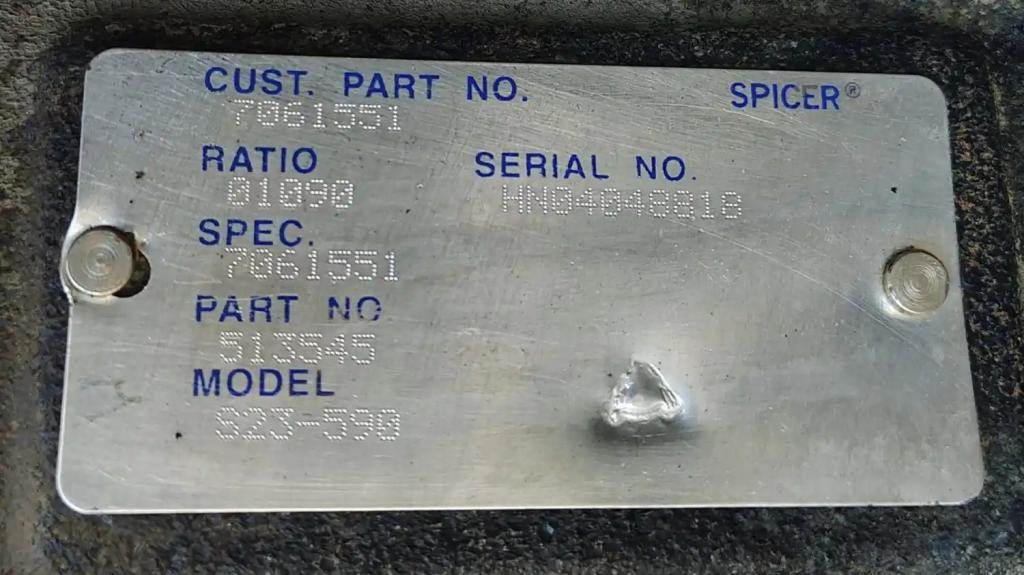 CUST. PART NO. SPICER®
7061551
RATIO SERIAL NO.
01090 HN04048818
SPEC.
7061551
PART NO
513545
MODEL
S23-590